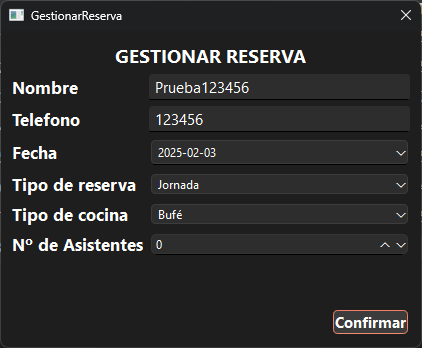 GestionarReserva
GESTIONAR RESERVA
Nombre Prueba123456
Telefono 123456
Fecha 2025-02-03
Tipo de reserva Jornada
Tipo de cocina Bufé
Nº de Asistentes 0
Confirmar